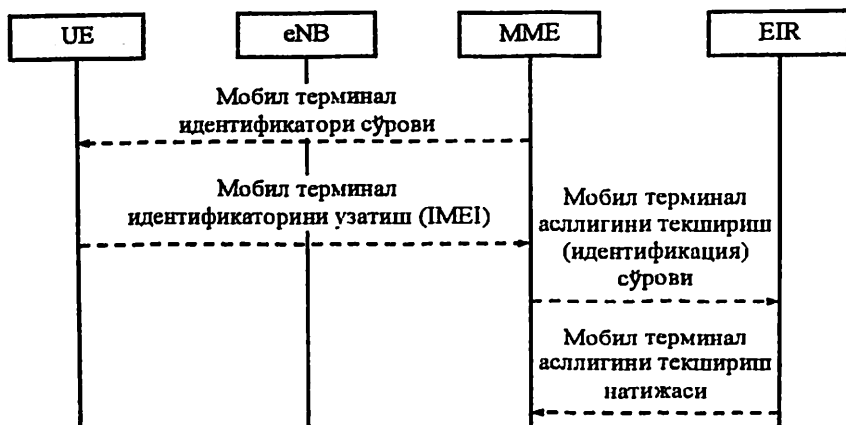 UE
eNB
MME
EIR
Мобил терминал
идентификатори сўрови
Мобил терминал
идентификаторини узатиш (IMEI)
Мобил терминал
асллигини текшириш
(идентификация)
сўрови
Мобил терминал
асллигини текшириш
натижаси